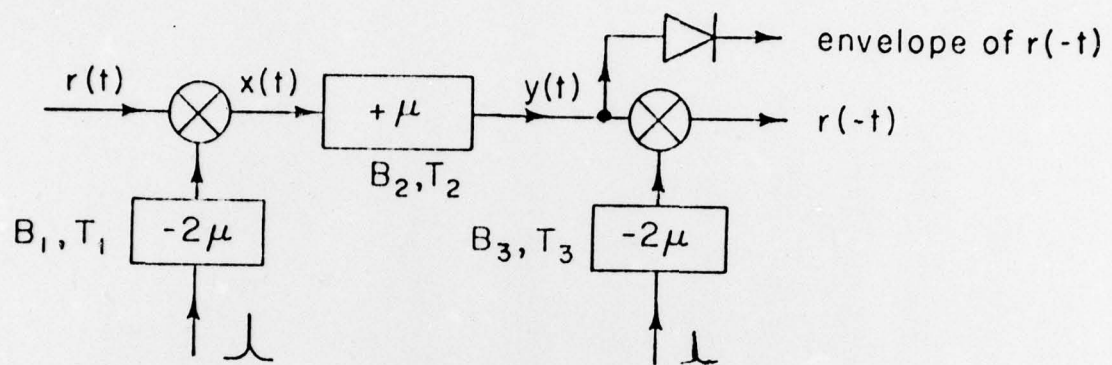 envelope of r(-t)
r(t)
x(t)
+μ
y(t)
r(-t)
B₂, T₂
B₁, T₁
-2μ
B₃, T₃
-2μ